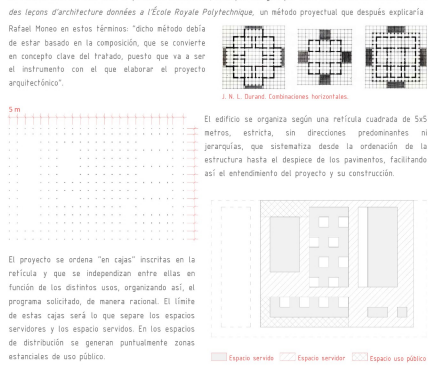 des leçons d'architecture données a l'École Royale Polytechnique, un método proyectual que después explicaría
Rafael Moneo en estos términos: "dicho método debía
de estar basado en la composición, que se convierte
en concepto clave del tratado, puesto que va a ser
el instrumento con el que elaborar el proyecto
arquitectónico".
J. N. L. Durand. Combinaciones horizontales.
5 m
El edificio se organiza según una retícula cuadrada de 5x5
metros, estricta, sin direcciones predominantes ni
jerarquías, que sistematiza desde la ordenación de la
estructura hasta el despiece de los pavimentos, facilitando
así el entendimiento del proyecto y su construcción.
El proyecto se ordena "en cajas" inscritas en la
retícula y que se independizan entre ellas en
función de los distintos usos, organizando así, el
programa solicitado, de manera racional. El límite
de estas cajas será lo que separe los espacios
servidores y los espacio servidos. En los espacios
de distribución se generan puntualmente zonas
estanciales de uso público.
Espacio servido
Espacio servidor
Espacio uso público